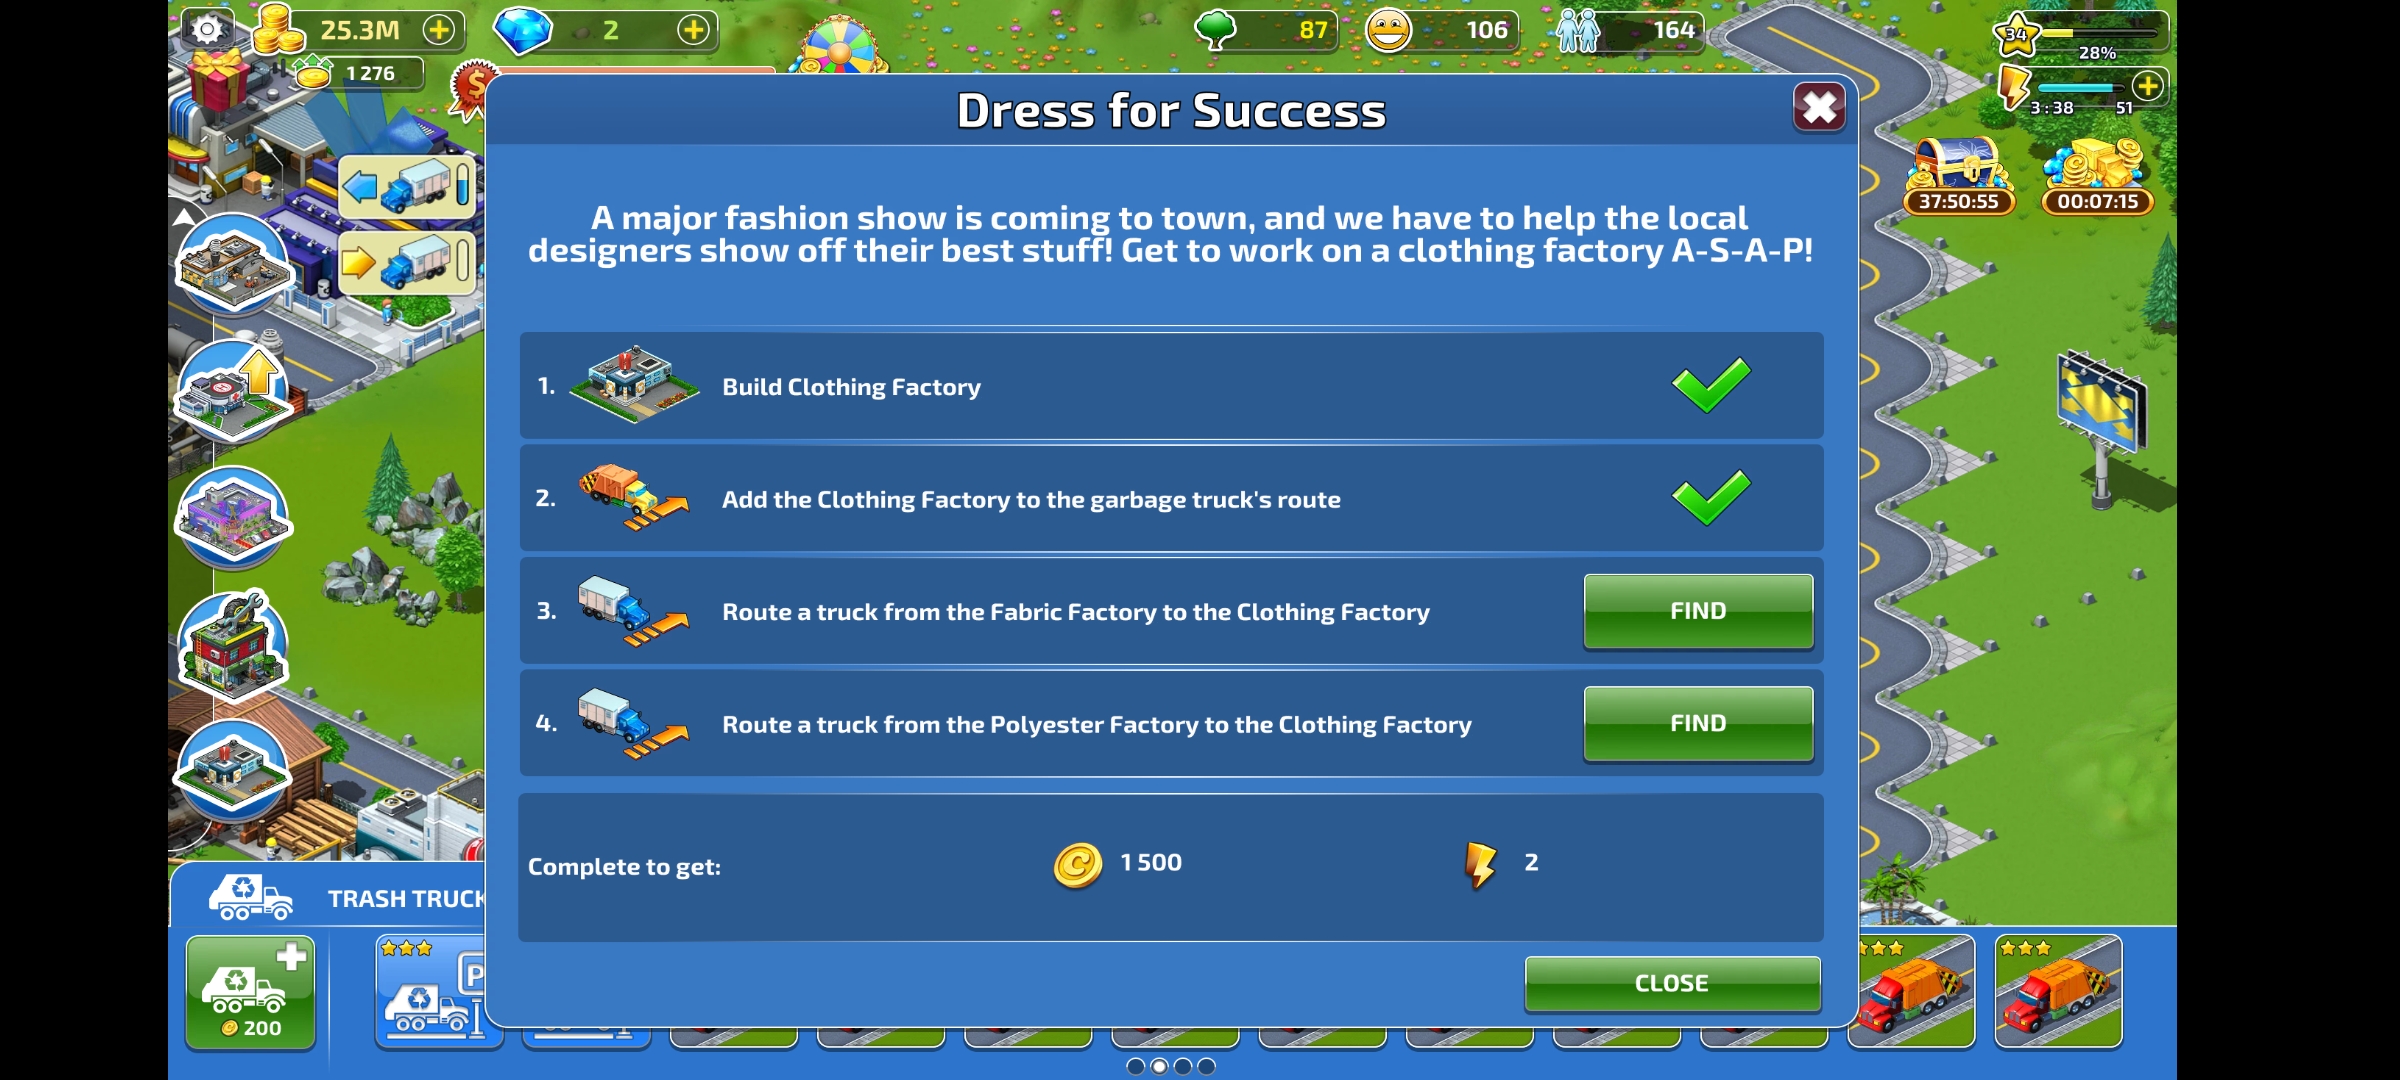 25.3M
2
87
106
164
34
28%
1 276
3:38
51
Dress for Success
A major fashion show is coming to town, and we have to help the local
designers show off their best stuff! Get to work on a clothing factory A-S-A-P!
37:50:55
00:07:15
1. Build Clothing Factory
2. Add the Clothing Factory to the garbage truck's route
3. Route a truck from the Fabric Factory to the Clothing Factory
FIND
4. Route a truck from the Polyester Factory to the Clothing Factory
FIND
Complete to get:
1 500
2
TRASH TRUCK
CLOSE
P
200